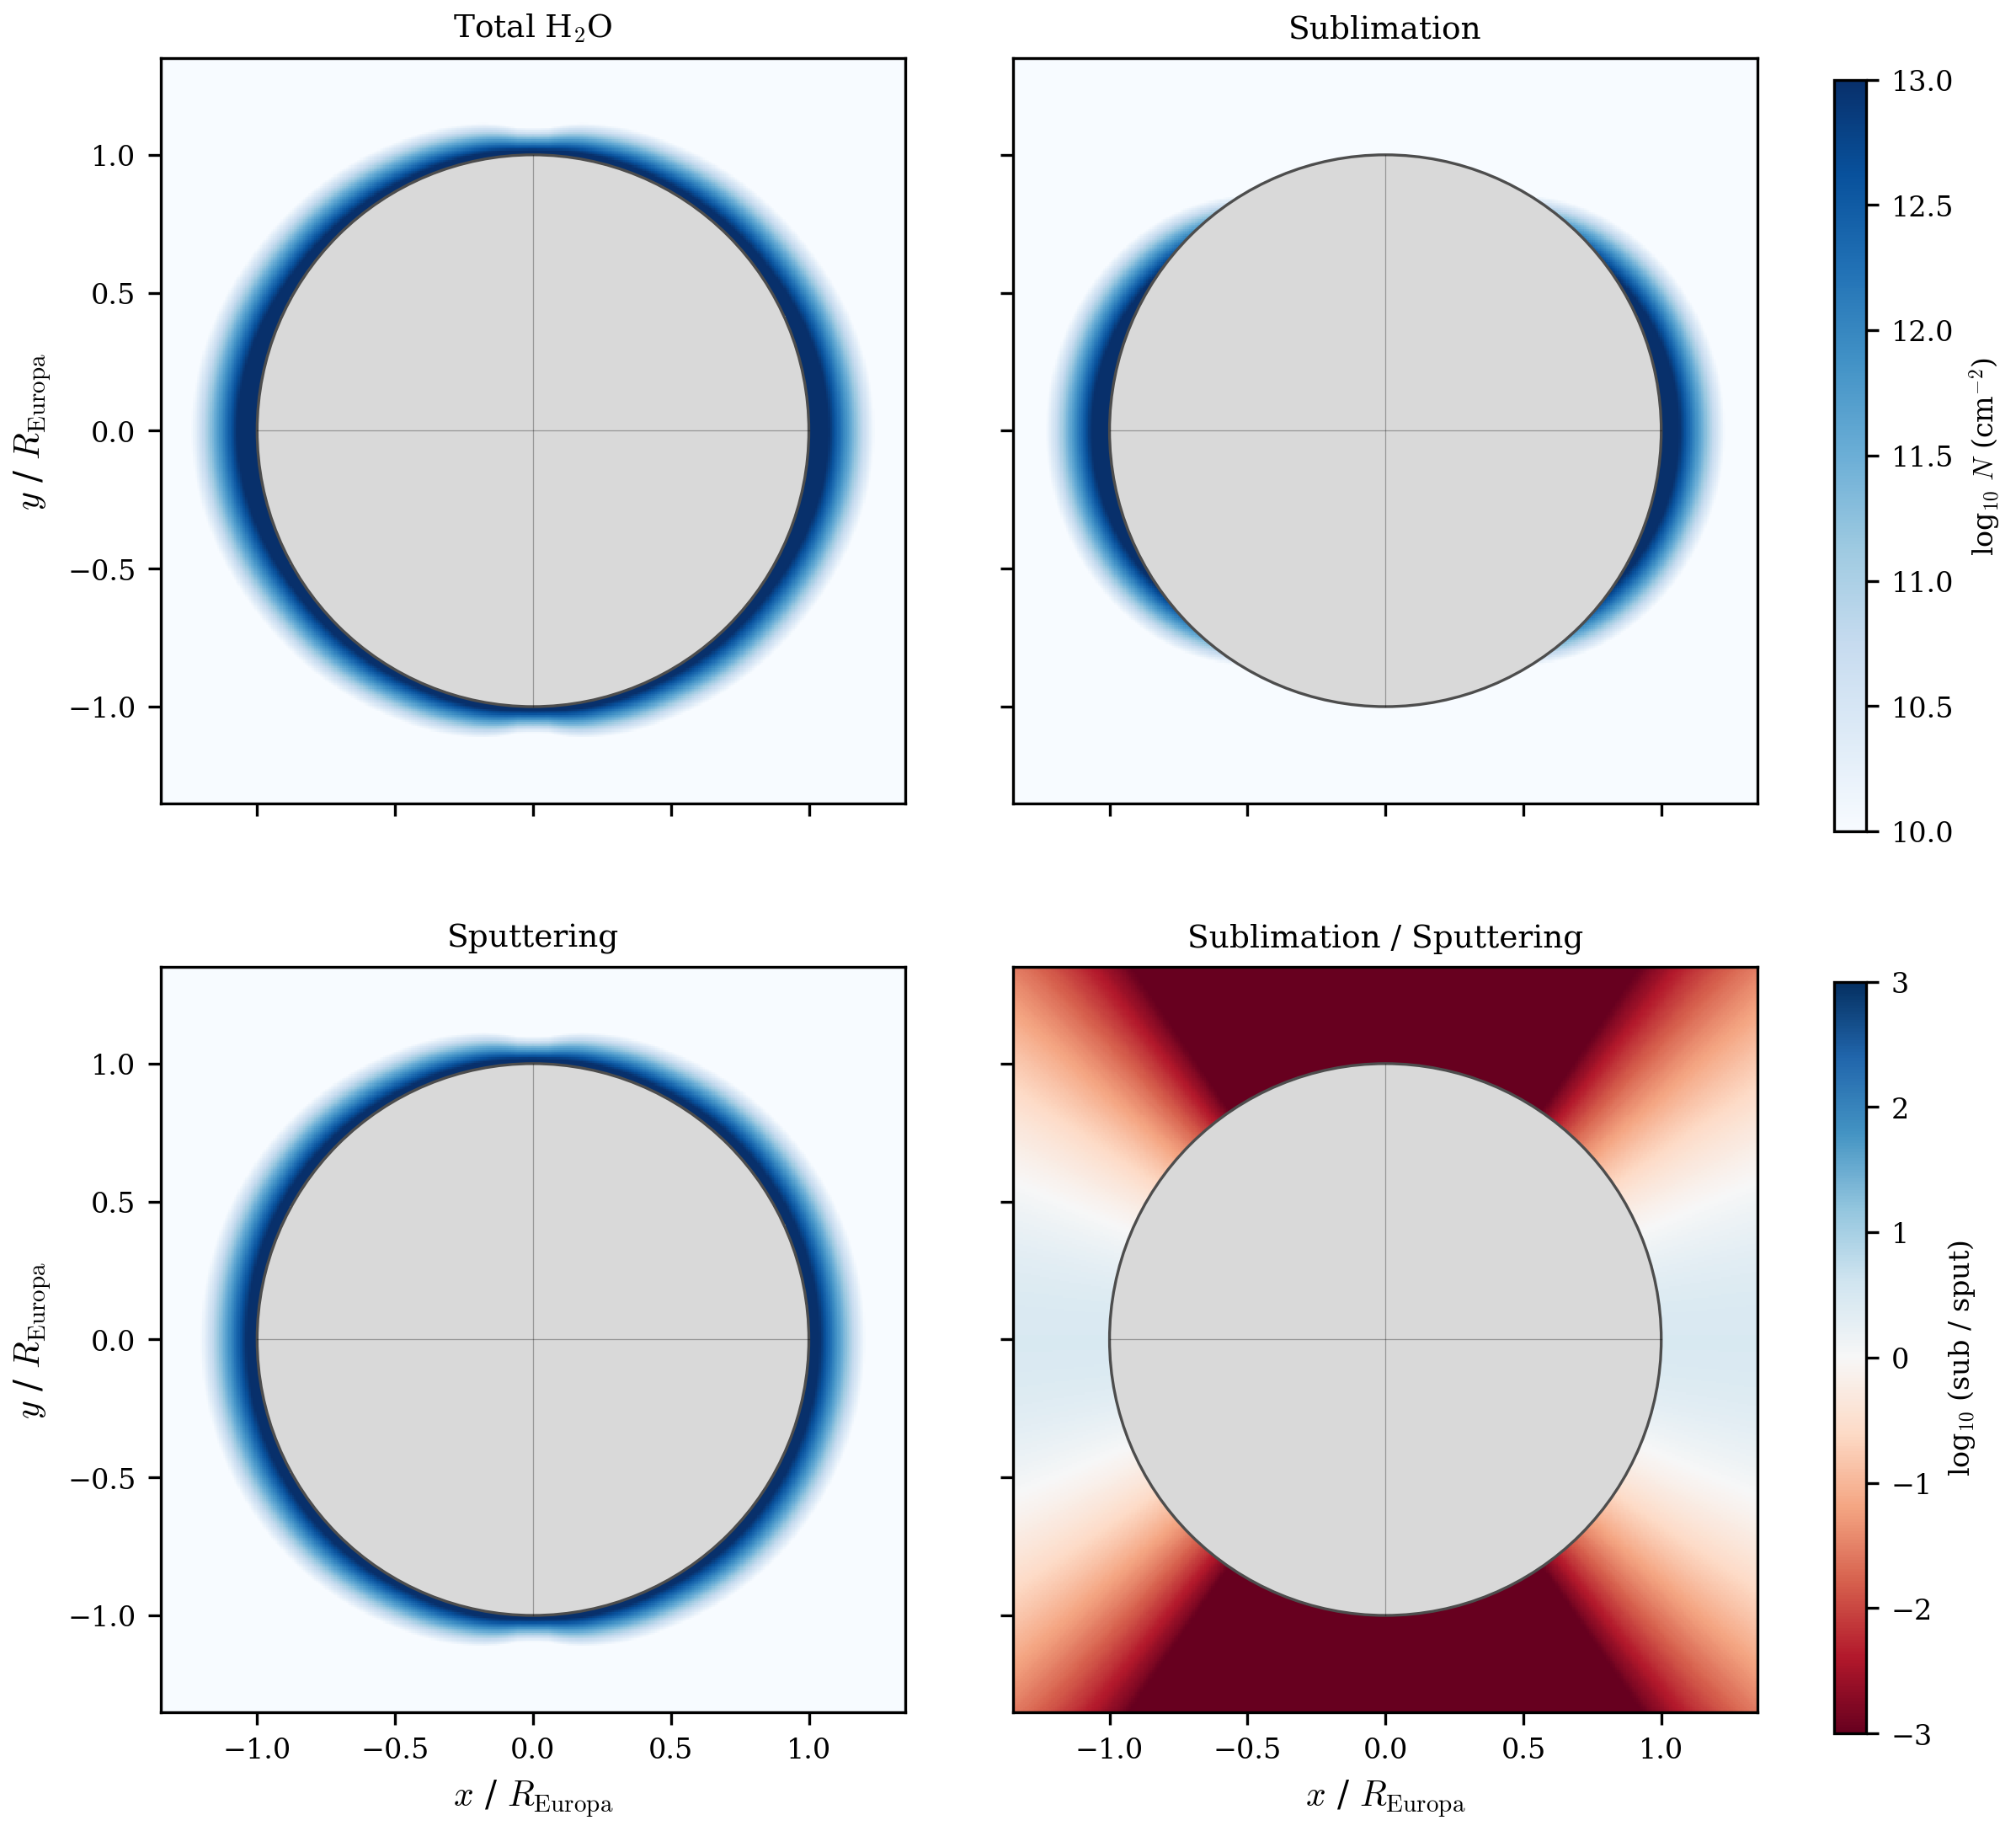 Total H₂O
Sublimation
1.0
0.5
0.0
−0.5
−1.0
y / R_Europa
13.0
12.5
12.0
11.5
11.0
10.5
10.0
log₁₀ N (cm⁻²)
Sputtering
Sublimation / Sputtering
1.0
0.5
0.0
−0.5
−1.0
y / R_Europa
−1.0 −0.5 0.0 0.5 1.0
x / R_Europa
−1.0 −0.5 0.0 0.5 1.0
x / R_Europa
3
2
1
0
−1
−2
−3
log₁₀ (sub / sput)